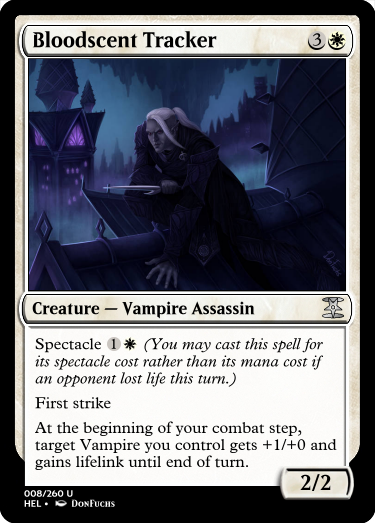 Bloodscent Tracker 3
Creature — Vampire Assassin
Spectacle 1 (You may cast this spell for
its spectacle cost rather than its mana cost if
an opponent lost life this turn.)
First strike
At the beginning of your combat step,
target Vampire you control gets +1/+0 and
gains lifelink until end of turn.
2/2
008/260 U
HEL • DonFuchs